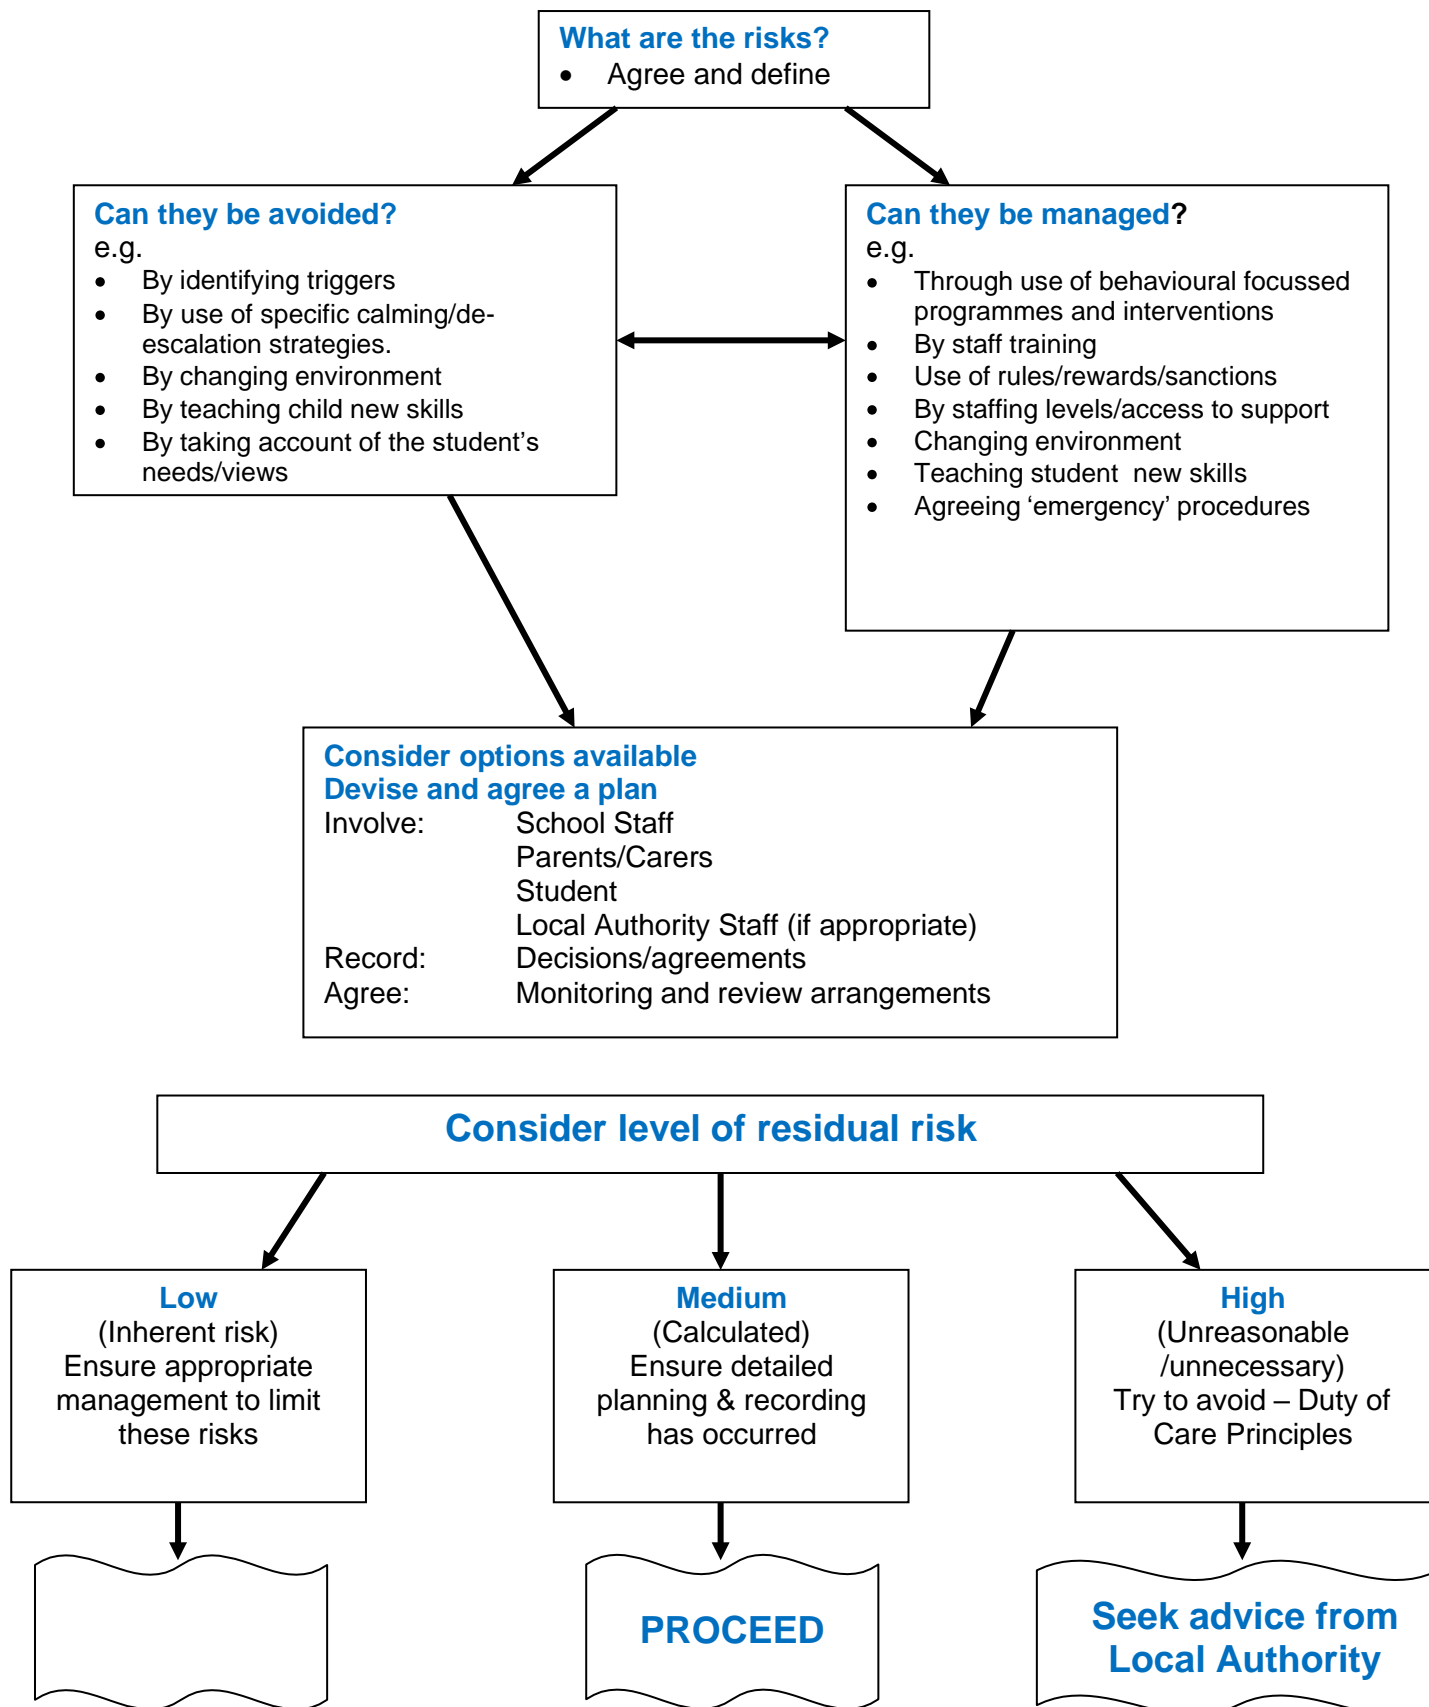 What are the risks?
• Agree and define
Can they be avoided?
e.g.
• By identifying triggers
• By use of specific calming/de-
escalation strategies.
• By changing environment
• By teaching child new skills
• By taking account of the student’s
needs/views
Can they be managed?
e.g.
• Through use of behavioural focussed
programmes and interventions
• By staff training
• Use of rules/rewards/sanctions
• By staffing levels/access to support
• Changing environment
• Teaching student  new skills
• Agreeing ‘emergency’ procedures
Consider options available
Devise and agree a plan
Involve: School Staff
Parents/Carers
Student
Local Authority Staff (if appropriate)
Record: Decisions/agreements
Agree: Monitoring and review arrangements
Consider level of residual risk
Low
(Inherent risk)
Ensure appropriate
management to limit
these risks
Medium
(Calculated)
Ensure detailed
planning & recording
has occurred
High
(Unreasonable
/unnecessary)
Try to avoid – Duty of
Care Principles
PROCEED
Seek advice from
Local Authority